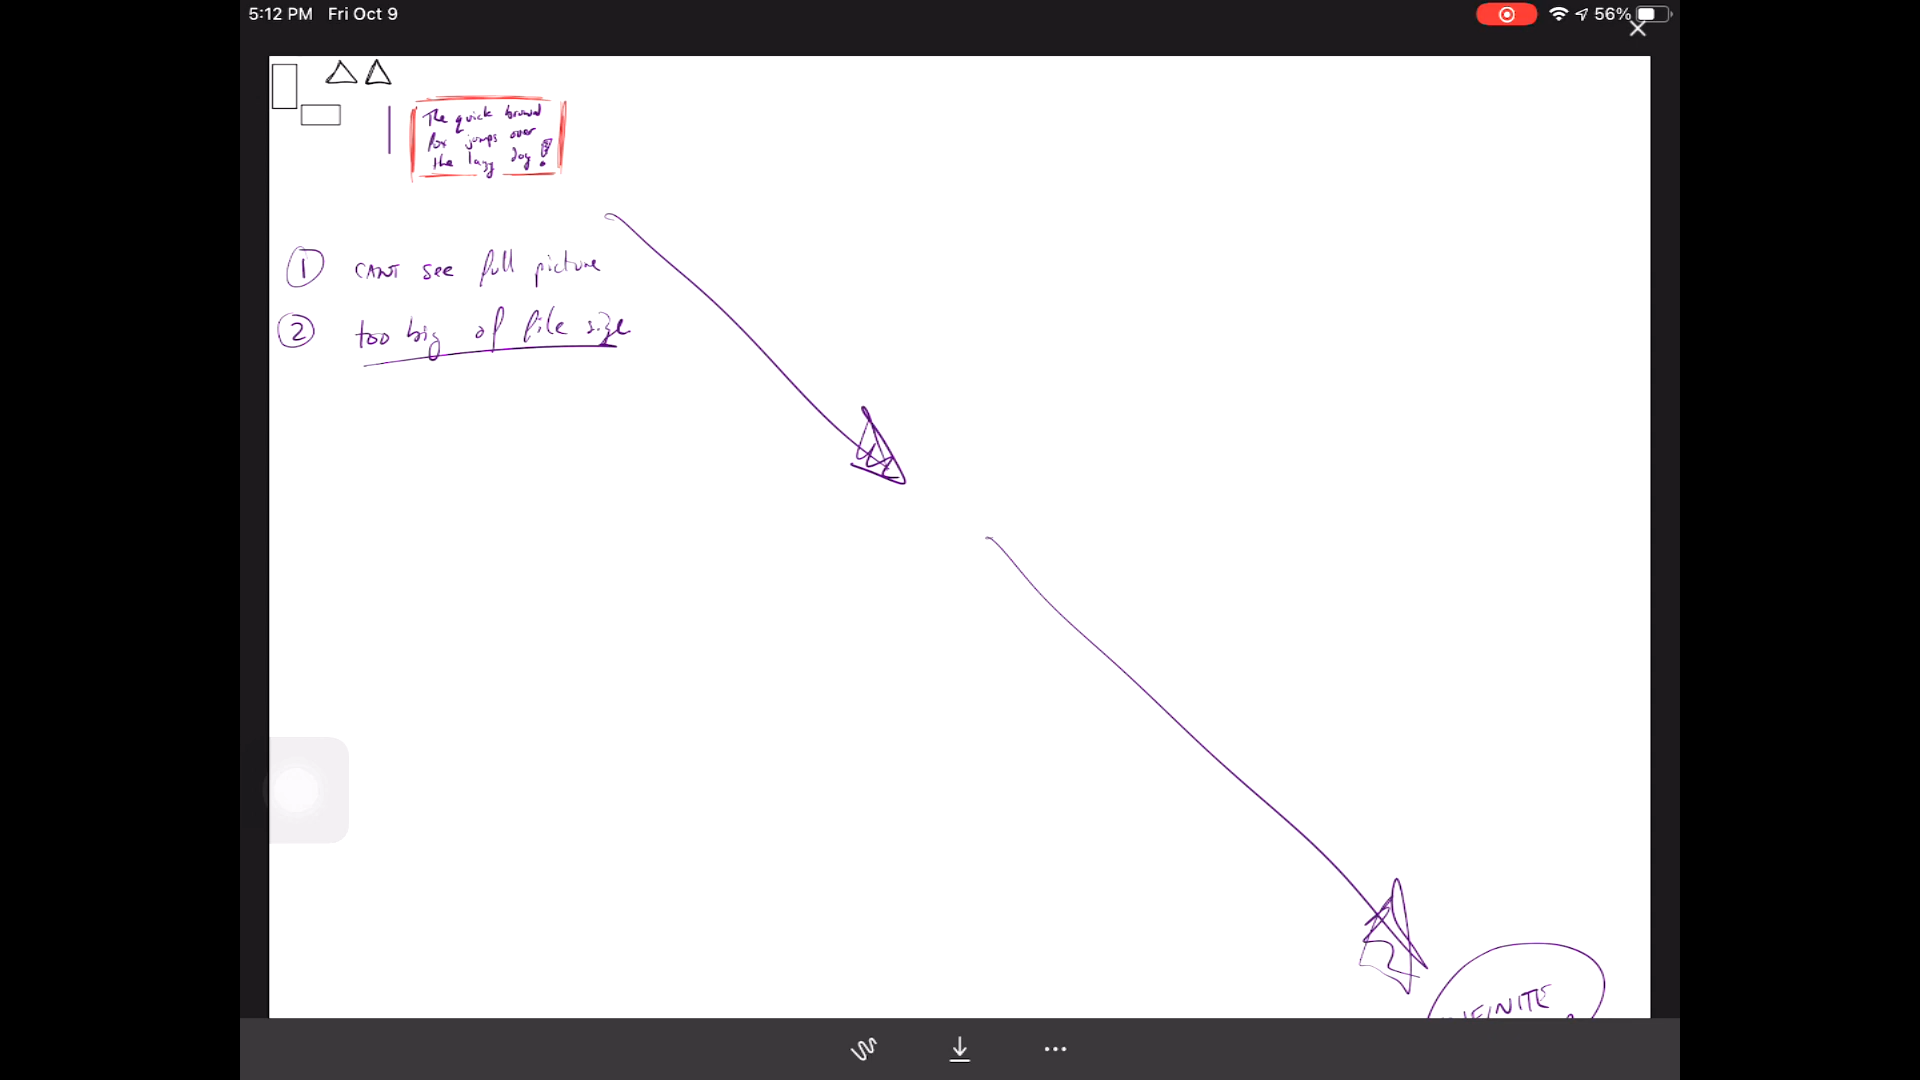 5:12 PM Fri Oct 9
56%
The quick brown
fox jumps over
the lazy dog!
1 CANT see full picture
2 too big of file size
INFINITE